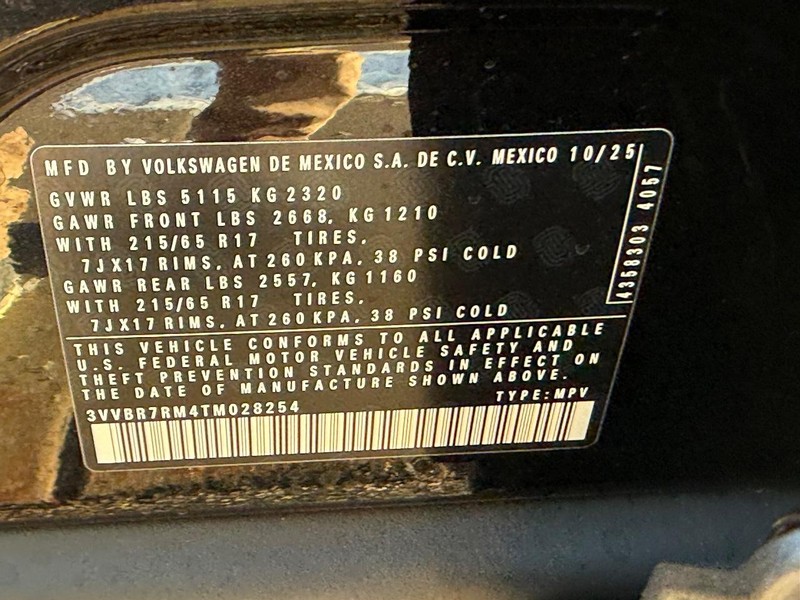 MFD BY VOLKSWAGEN DE MEXICO S.A. DE C.V. MEXICO 10/25
GVWR LBS 5115 KG 2320
GAWR FRONT LBS 2668, KG 1210
WITH 215/65 R17 TIRES,
7JX17 RIMS, AT 260 KPA, 38 PSI COLD
GAWR REAR LBS 2557, KG 1160
WITH 215/65 R17 TIRES,
7JX17 RIMS, AT 260 KPA, 38 PSI COLD
4358303 4057
THIS VEHICLE CONFORMS TO ALL APPLICABLE
U.S. FEDERAL MOTOR VEHICLE SAFETY AND
THEFT PREVENTION STANDARDS IN EFFECT ON
THE DATE OF MANUFACTURE SHOWN ABOVE.
3VVBR7RM4TM028254 TYPE:MPV